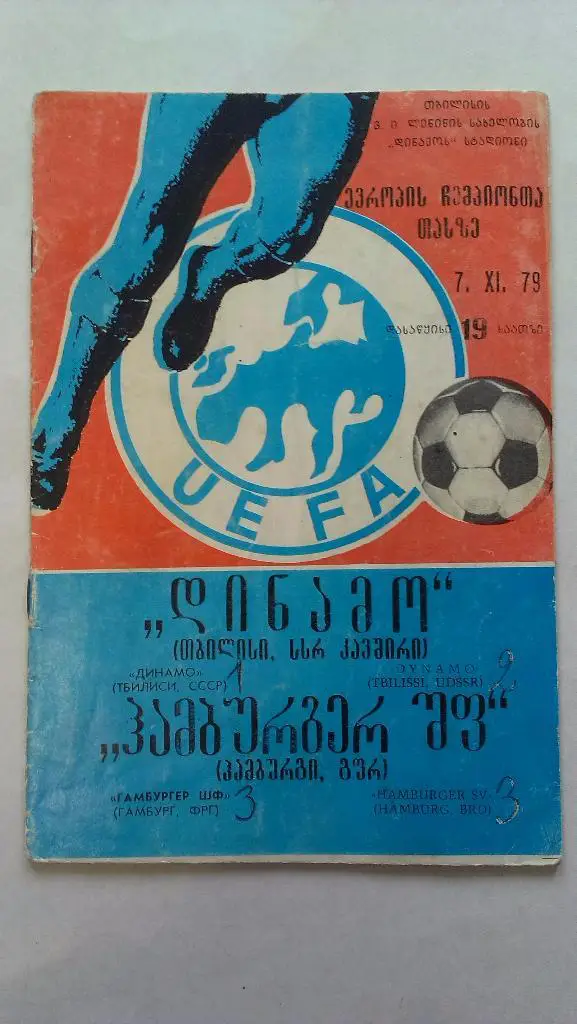 თბილისის
ვ. ი. ლენინის სახელობის
„დინამოს“ სტადიონი
ევროპის ჩემპიონთა
თასზე
7. XI. 79
დასაწყისი 19 საათზე
UEFA
„დინამო“
(თბილისი, სსრ კავშირი)
«ДИНАМО» DYNAMO
(ТБИЛИСИ, СССР) 1 (TBILISSI, UDSSR) 2
„ჰამბურგერ შფ“
(ჰამბურგი, გფრ)
«ГАМБУРГЕР ШФ» «HAMBURGER SV»
(ГАМБУРГ, ФРГ) 3 (HAMBURG, BRD) 3